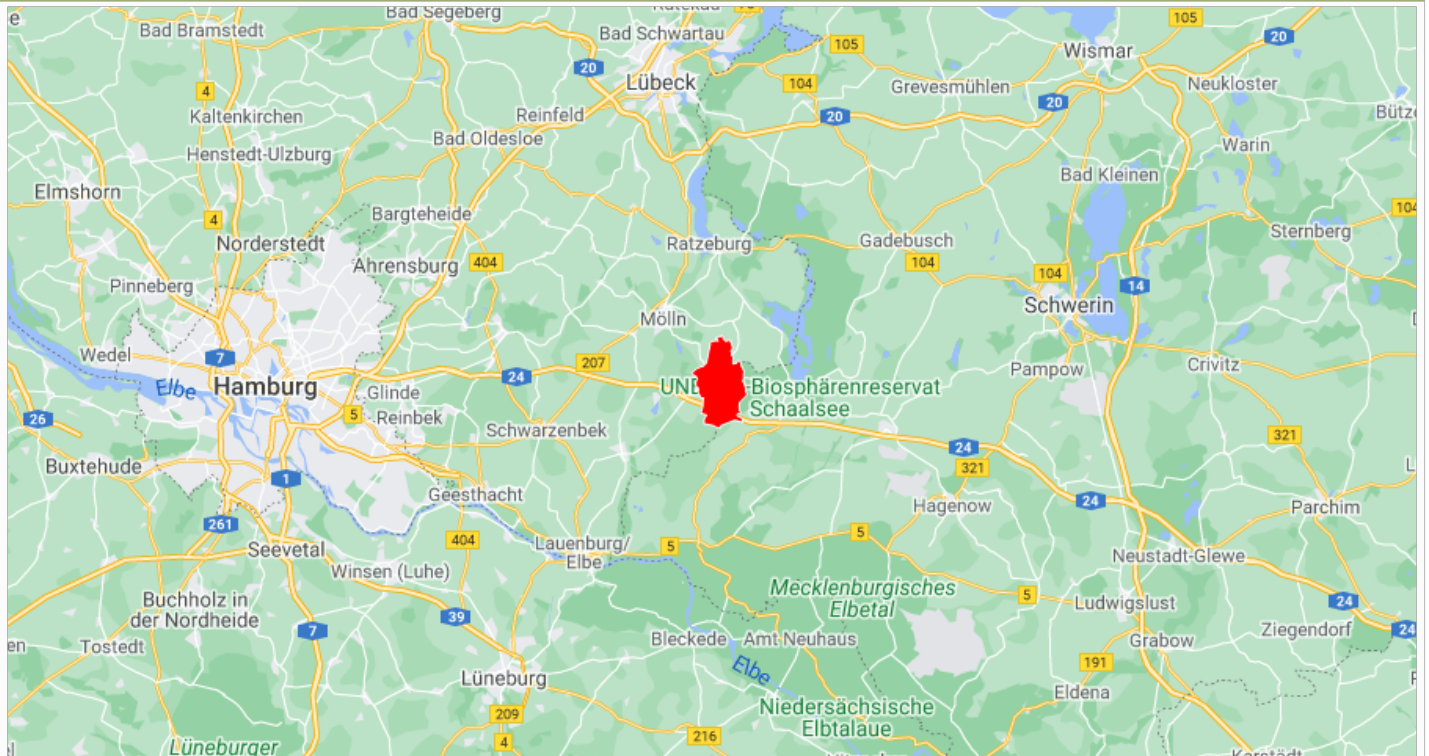 Bad Segeberg
105
Bad Bramstedt
Bad Schwartau
105
Wismar
20
20
Lübeck
104
Grevesmühlen
Neukloster
4
Kaltenkirchen
Reinfeld
20
20
Bad Oldesloe
Henstedt-Ulzburg
Warin
Elmshorn
Bad Kleinen
4
Bargteheide
Norderstedt
Ratzeburg
Gadebusch
Sternberg
Ahrensburg
404
104
104
Pinneberg
14
Schwerin
Mölln
Wedel
7
207
24
Pampow
Crivitz
Elbe
Hamburg
Glinde
Biosphärenreservat
Schaalsee
26
5
Reinbek
Schwarzenbek
321
24
Buxtehude
321
1
Geesthacht
Hagenow
24
Parchim
261
404
Lauenburg/
Elbe
5
5
Seevetal
Neustadt-Glewe
Winsen (Luhe)
Mecklenburgisches
Elbetal
5
Buchholz in
der Nordheide
39
Ludwigslust
24
7
Tostedt
Bleckede
Amt Neuhaus
Grabow
Ziegendorf
24
Elbe
191
Lüneburg
Eldena
209
Niedersächsische
Elbtalaue
4
216
Lüneburger